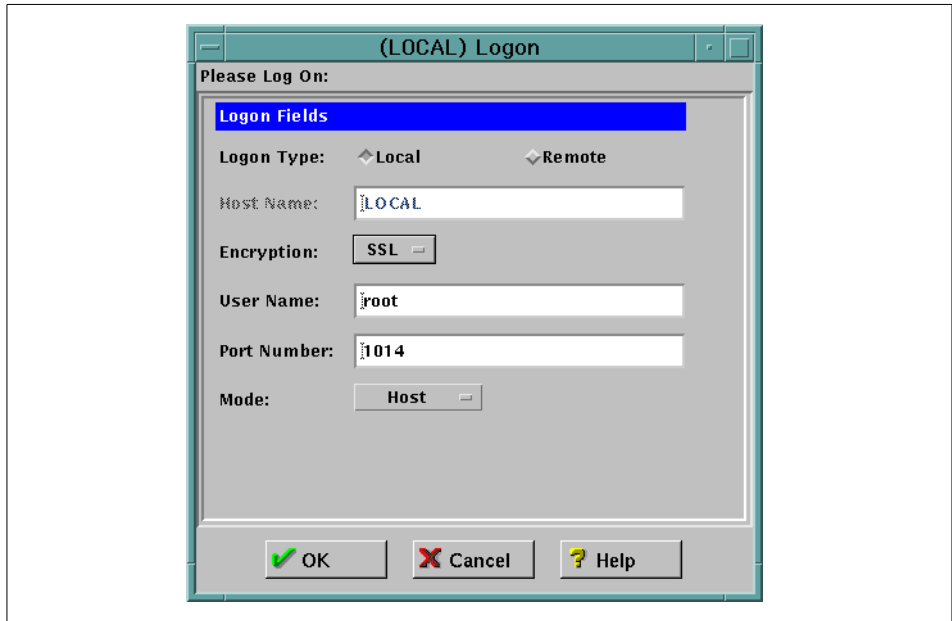 (LOCAL) Logon
Please Log On:
Logon Fields
Logon Type: Local Remote
Host Name: LOCAL
Encryption: SSL
User Name: root
Port Number: 1014
Mode: Host
OK Cancel ? Help